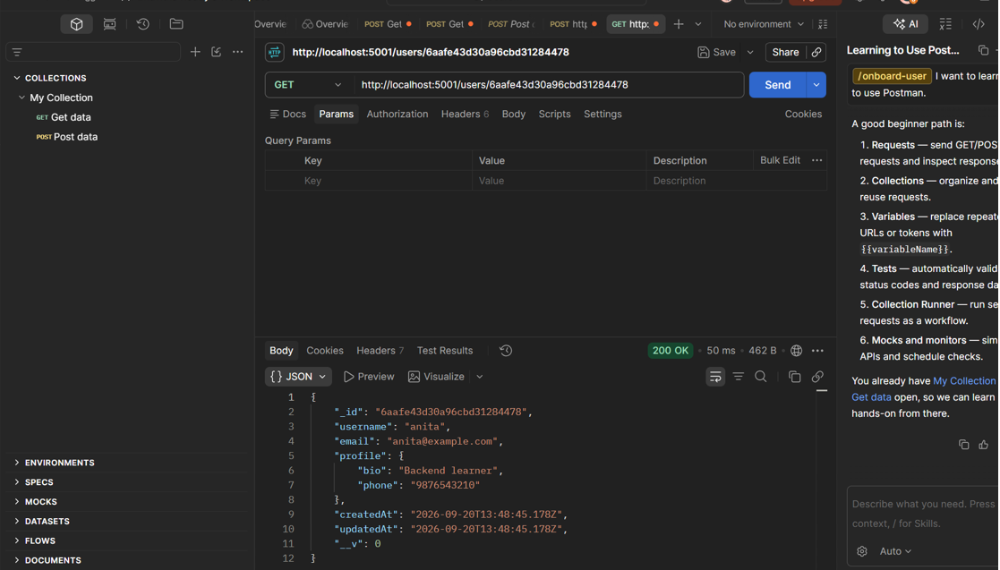 Overvie
Overvie
POST Get
POST Get
POST Post
POST http
GET http:
No environment
AI
HTTP http://localhost:5001/users/6aafe43d30a96cbd31284478
Save
Share
GET
http://localhost:5001/users/6aafe43d30a96cbd31284478
Send
Docs
Params
Authorization
Headers 6
Body
Scripts
Settings
Cookies
Query Params
Key
Value
Description
Bulk Edit
Key
Value
Description
COLLECTIONS
My Collection
GET Get data
POST Post data
ENVIRONMENTS
SPECS
MOCKS
DATASETS
FLOWS
DOCUMENTS
Body
Cookies
Headers 7
Test Results
200 OK
50 ms
462 B
{} JSON
Preview
Visualize
1 {
2 "_id": "6aafe43d30a96cbd31284478",
3 "username": "anita",
4 "email": "anita@example.com",
5 "profile": {
6 "bio": "Backend learner",
7 "phone": "9876543210"
8 },
9 "createdAt": "2026-09-20T13:48:45.178Z",
10 "updatedAt": "2026-09-20T13:48:45.178Z",
11 "__v": 0
12 }
Learning to Use Post...
/onboard-user I want to learn
to use Postman.
A good beginner path is:
1. Requests — send GET/POST
requests and inspect response
2. Collections — organize and
reuse requests.
3. Variables — replace repeate
URLs or tokens with
{{variableName}}.
4. Tests — automatically valid
status codes and response da
5. Collection Runner — run se
requests as a workflow.
6. Mocks and monitors — sim
APIs and schedule checks.
You already have My Collection
Get data open, so we can learn
hands-on from there.
Describe what you need. Press
context, / for Skills.
Auto